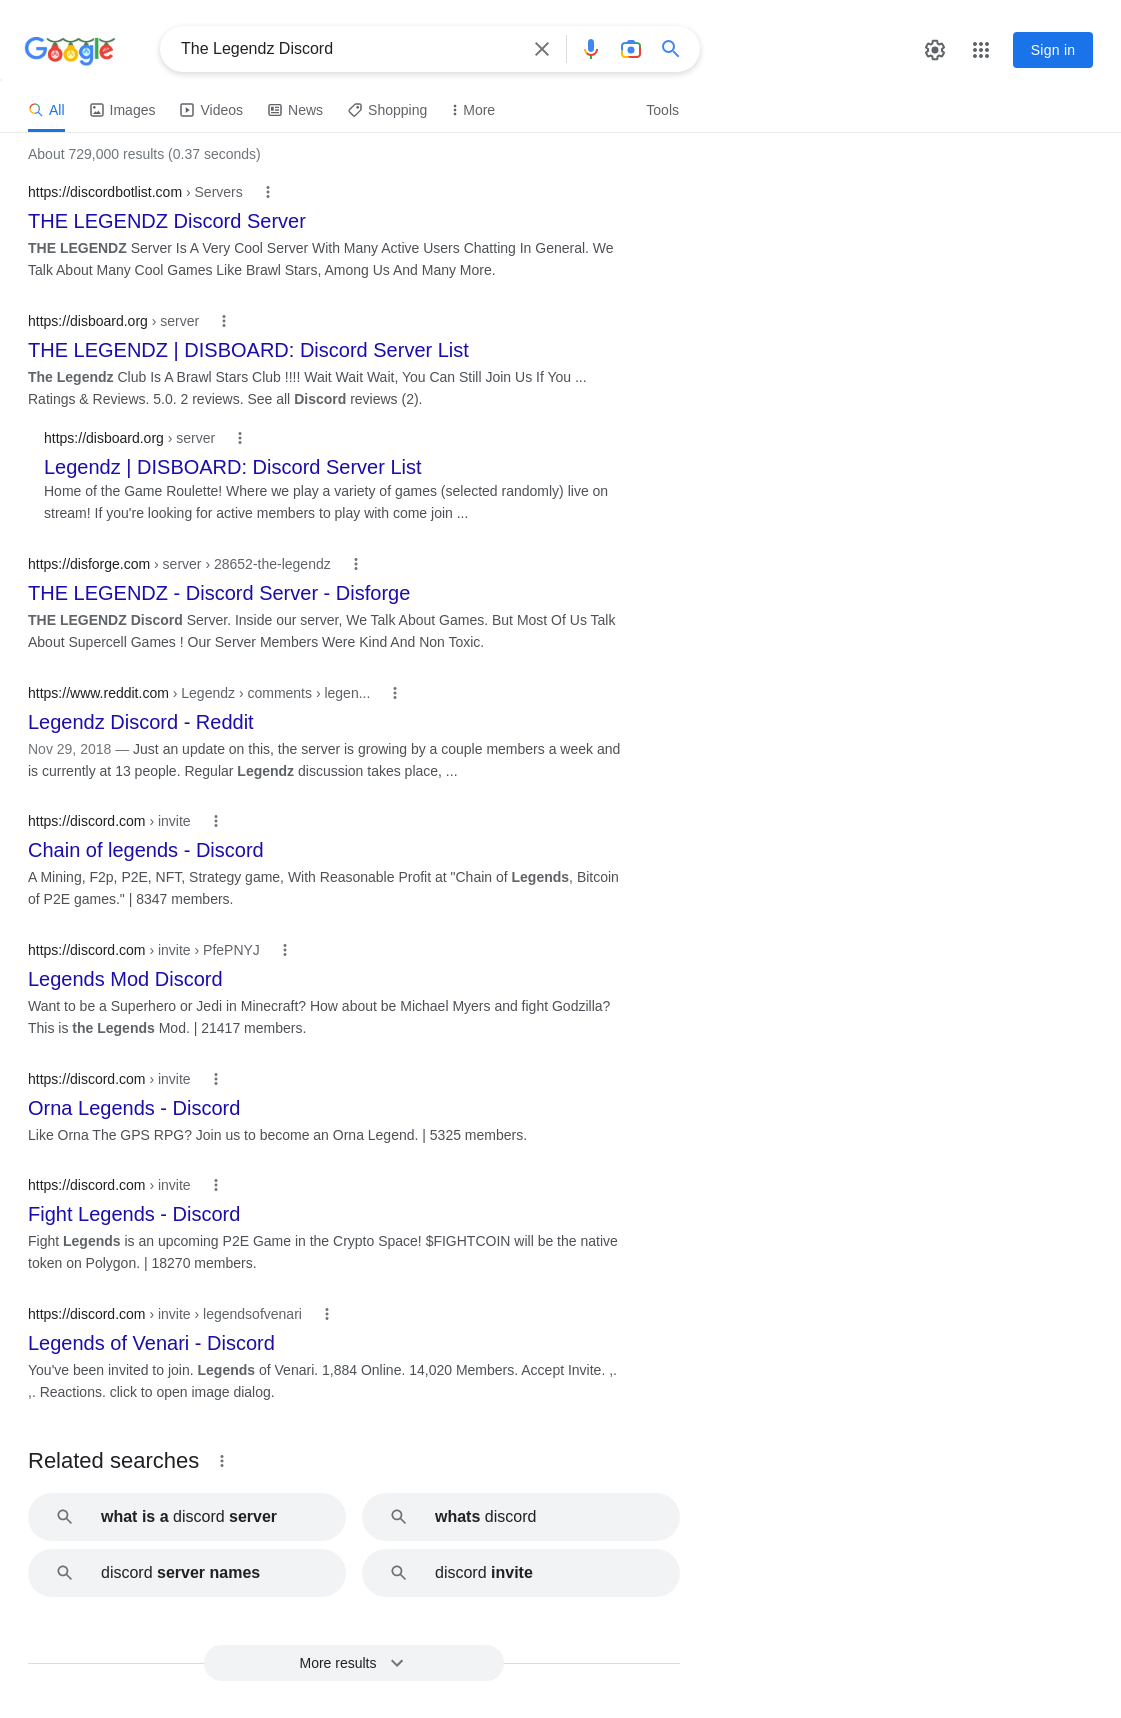 Google
The Legendz Discord
Sign in
All Images Videos News Shopping More Tools
About 729,000 results (0.37 seconds)
https://discordbotlist.com › Servers
THE LEGENDZ Discord Server
THE LEGENDZ Server Is A Very Cool Server With Many Active Users Chatting In General. We
Talk About Many Cool Games Like Brawl Stars, Among Us And Many More.
https://disboard.org › server
THE LEGENDZ | DISBOARD: Discord Server List
The Legendz Club Is A Brawl Stars Club !!!! Wait Wait Wait, You Can Still Join Us If You ...
Ratings & Reviews. 5.0. 2 reviews. See all Discord reviews (2).
https://disboard.org › server
Legendz | DISBOARD: Discord Server List
Home of the Game Roulette! Where we play a variety of games (selected randomly) live on
stream! If you're looking for active members to play with come join ...
https://disforge.com › server › 28652-the-legendz
THE LEGENDZ - Discord Server - Disforge
THE LEGENDZ Discord Server. Inside our server, We Talk About Games. But Most Of Us Talk
About Supercell Games ! Our Server Members Were Kind And Non Toxic.
https://www.reddit.com › Legendz › comments › legen...
Legendz Discord - Reddit
Nov 29, 2018 — Just an update on this, the server is growing by a couple members a week and
is currently at 13 people. Regular Legendz discussion takes place, ...
https://discord.com › invite
Chain of legends - Discord
A Mining, F2p, P2E, NFT, Strategy game, With Reasonable Profit at "Chain of Legends, Bitcoin
of P2E games." | 8347 members.
https://discord.com › invite › PfePNYJ
Legends Mod Discord
Want to be a Superhero or Jedi in Minecraft? How about be Michael Myers and fight Godzilla?
This is the Legends Mod. | 21417 members.
https://discord.com › invite
Orna Legends - Discord
Like Orna The GPS RPG? Join us to become an Orna Legend. | 5325 members.
https://discord.com › invite
Fight Legends - Discord
Fight Legends is an upcoming P2E Game in the Crypto Space! $FIGHTCOIN will be the native
token on Polygon. | 18270 members.
https://discord.com › invite › legendsofvenari
Legends of Venari - Discord
You've been invited to join. Legends of Venari. 1,884 Online. 14,020 Members. Accept Invite. ,.
,. Reactions. click to open image dialog.
Related searches
what is a discord server
whats discord
discord server names
discord invite
More results